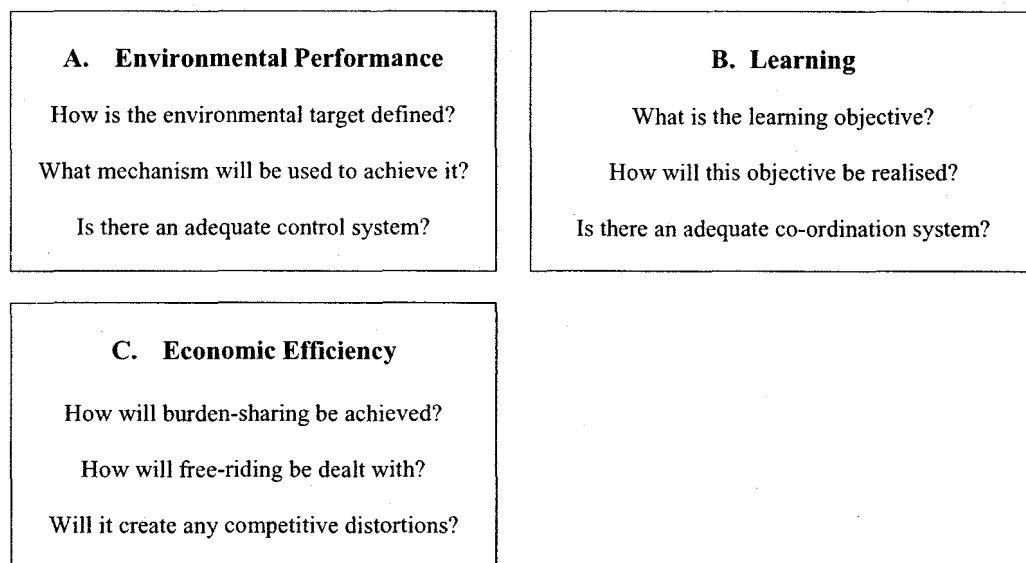 A. Environmental Performance
How is the environmental target defined?
What mechanism will be used to achieve it?
Is there an adequate control system?
B. Learning
What is the learning objective?
How will this objective be realised?
Is there an adequate co-ordination system?
C. Economic Efficiency
How will burden-sharing be achieved?
How will free-riding be dealt with?
Will it create any competitive distortions?